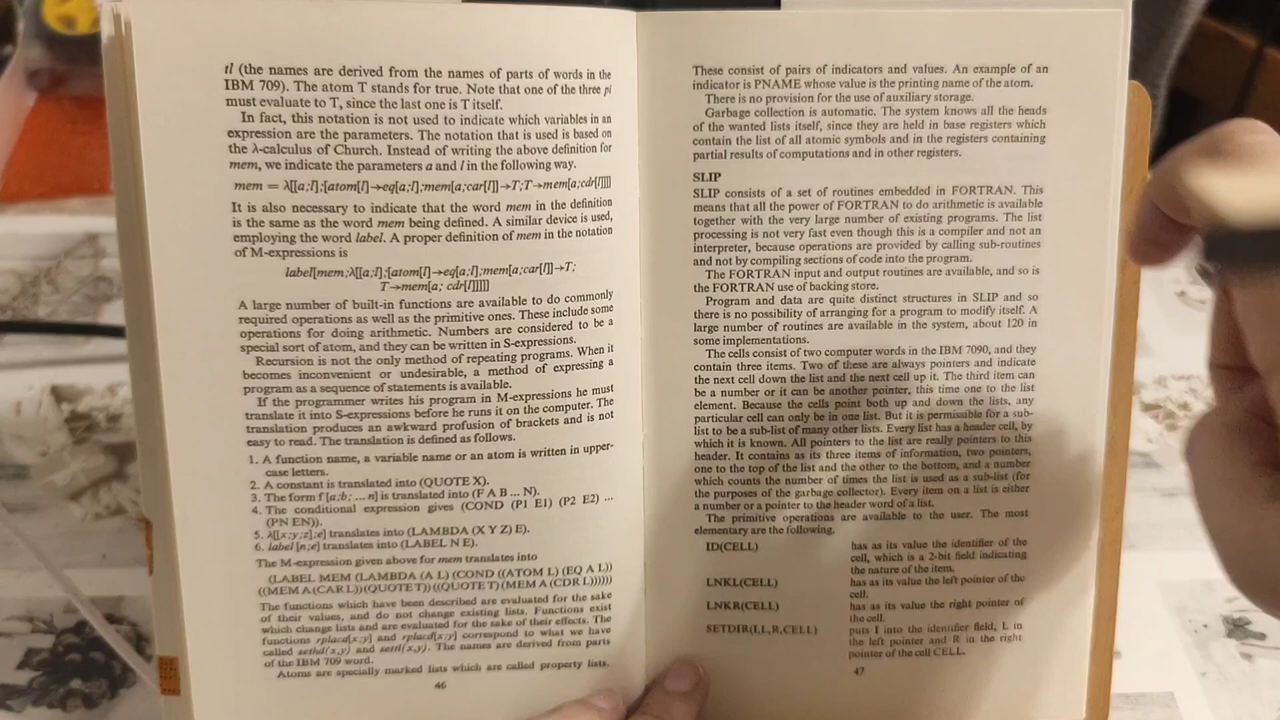 tl (the names are derived from the names of parts of words in the
IBM 709). The atom T stands for true. Note that one of the three pi
must evaluate to T, since the last one is T itself.
In fact, this notation is not used to indicate which variables in an
expression are the parameters. The notation that is used is based on
the λ-calculus of Church. Instead of writing the above definition for
mem, we indicate the parameters a and l in the following way.
mem = λ[[a;l];[atom[l]→eq[a;l];mem[a;car[l]]→T;T→mem[a;cdr[l]]]]
It is also necessary to indicate that the word mem in the definition
is the same as the word mem being defined. A similar device is used,
employing the word label. A proper definition of mem in the notation
of M-expressions is
label[mem;λ[[a;l];[atom[l]→eq[a;l];mem[a;car[l]]→T;
T→mem[a; cdr[l]]]]]
A large number of built-in functions are available to do commonly
required operations as well as the primitive ones. These include some
operations for doing arithmetic. Numbers are considered to be a
special sort of atom, and they can be written in S-expressions.
Recursion is not the only method of repeating programs. When it
becomes inconvenient or undesirable, a method of expressing a
program as a sequence of statements is available.
If the programmer writes his program in M-expressions he must
translate it into S-expressions before he runs it on the computer. The
translation produces an awkward profusion of brackets and is not
easy to read. The translation is defined as follows.
1. A function name, a variable name or an atom is written in upper-
case letters.
2. A constant is translated into (QUOTE X).
3. The form f [a;b; ... n] is translated into (F A B ... N).
4. The conditional expression gives (COND (P1 E1) (P2 E2) ...
(PN EN)).
5. λ[[x;y;z];e] translates into (LAMBDA (X Y Z) E).
6. label [n;e] translates into (LABEL N E).
The M-expression given above for mem translates into
(LABEL MEM (LAMBDA (A L) (COND ((ATOM L) (EQ A L))
((MEM A (CAR L)) (QUOTE T)) ((QUOTE T) (MEM A (CDR L))))))
The functions which have been described are evaluated for the sake
of their values, and do not change existing lists. Functions exist
which change lists and are evaluated for the sake of their effects. The
functions rplaca[x;y] and rplacd[x;y] correspond to what we have
called sethd(x,y) and settl(x,y). The names are derived from parts
of the IBM 709 word.
Atoms are specially marked lists which are called property lists.
46
These consist of pairs of indicators and values. An example of an
indicator is PNAME whose value is the printing name of the atom.
There is no provision for the use of auxiliary storage.
Garbage collection is automatic. The system knows all the heads
of the wanted lists itself, since they are held in base registers which
contain the list of all atomic symbols and in the registers containing
partial results of computations and in other registers.
SLIP
SLIP consists of a set of routines embedded in FORTRAN. This
means that all the power of FORTRAN to do arithmetic is available
together with the very large number of existing programs. The list
processing is not very fast even though this is a compiler and not an
interpreter, because operations are provided by calling sub-routines
and not by compiling sections of code into the program.
The FORTRAN input and output routines are available, and so is
the FORTRAN use of backing store.
Program and data are quite distinct structures in SLIP and so
there is no possibility of arranging for a program to modify itself. A
large number of routines are available in the system, about 120 in
some implementations.
The cells consist of two computer words in the IBM 7090, and they
contain three items. Two of these are always pointers and indicate
the next cell down the list and the next cell up it. The third item can
be a number or it can be another pointer, this time one to the list
element. Because the cells point both up and down the lists, any
particular cell can only be in one list. But it is permissible for a sub-
list to be a sub-list of many other lists. Every list has a header cell, by
which it is known. All pointers to the list are really pointers to this
header. It contains as its three items of information, two pointers,
one to the top of the list and the other to the bottom, and a number
which counts the number of times the list is used as a sub-list (for
the purposes of the garbage collector). Every item on a list is either
a number or a pointer to the header word of a list.
The primitive operations are available to the user. The most
elementary are the following.
ID(CELL) has as its value the identifier of the
cell, which is a 2-bit field indicating
the nature of the item.
LNKL(CELL) has as its value the left pointer of the
cell.
LNKR(CELL) has as its value the right pointer of
the cell.
SETDIR(I,L,R,CELL) puts I into the identifier field, L in
the left pointer and R in the right
pointer of the cell CELL.
47